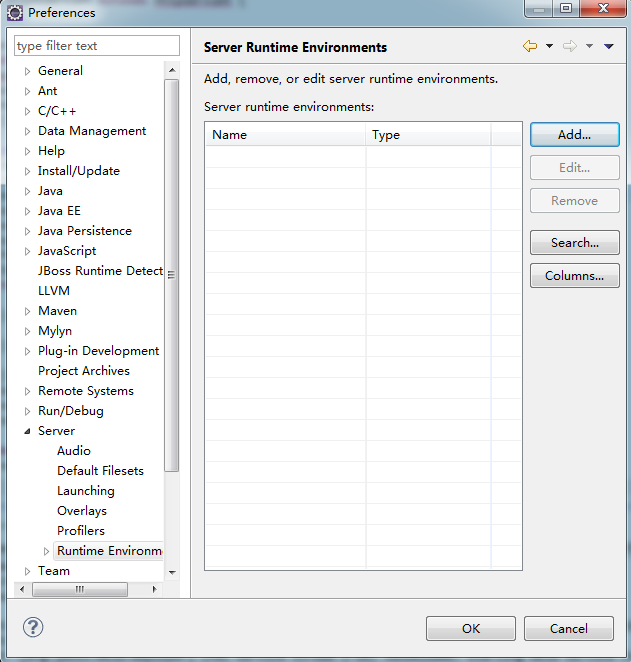 Preferences
type filter text
General
Ant
C/C++
Data Management
Help
Install/Update
Java
Java EE
Java Persistence
JavaScript
JBoss Runtime Detect
LLVM
Maven
Mylyn
Plug-in Development
Project Archives
Remote Systems
Run/Debug
Server
Audio
Default Filesets
Launching
Overlays
Profilers
Runtime Environm
Team
Server Runtime Environments
Add, remove, or edit server runtime environments.
Server runtime environments:
Name Type
Add...
Edit...
Remove
Search...
Columns...
?
OK Cancel